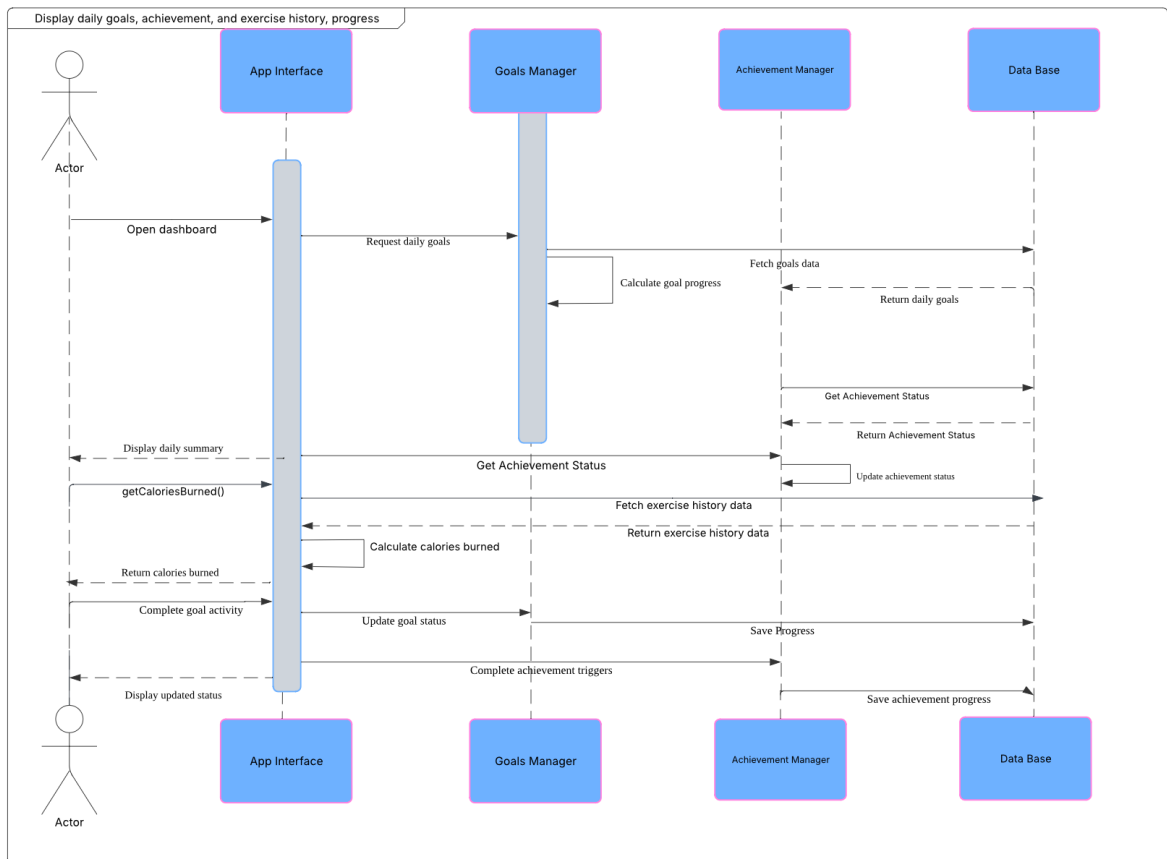 Display daily goals, achievement, and exercise history, progress
App Interface
Goals Manager
Achievement Manager
Data Base
Actor
Open dashboard
Request daily goals
Fetch goals data
Calculate goal progress
Return daily goals
Get Achievement Status
Return Achievement Status
Display daily summary
Get Achievement Status
Update achievement status
getCaloriesBurned()
Fetch exercise history data
Return exercise history data
Calculate calories burned
Return calories burned
Complete goal activity
Update goal status
Save Progress
Complete achievement triggers
Display updated status
Save achievement progress
App Interface
Goals Manager
Achievement Manager
Data Base
Actor